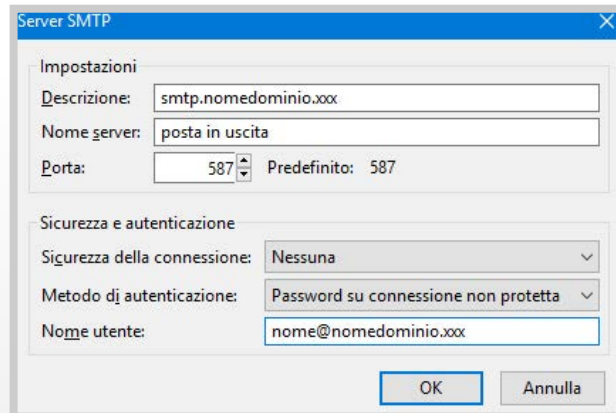 Server SMTP
Impostazioni
Descrizione: smtp.nomedominio.xxx
Nome server: posta in uscita
Porta: 587 Predefinito: 587
Sicurezza e autenticazione
Sicurezza della connessione: Nessuna
Metodo di autenticazione: Password su connessione non protetta
Nome utente: nome@nomedominio.xxx
OK Annulla